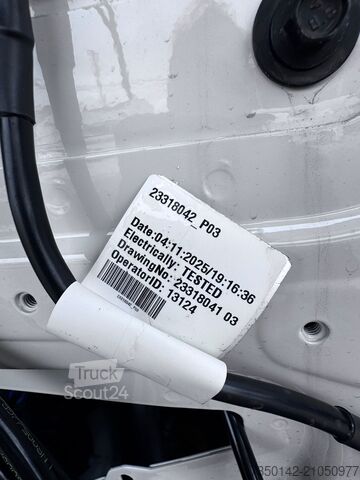 23318042_P03
Date:04:11:2025/19:16:36
Electrically: TESTED
DrawingNo: 23318041 03
OperatorID: 13124
Truck
Scout24
350142-21050977